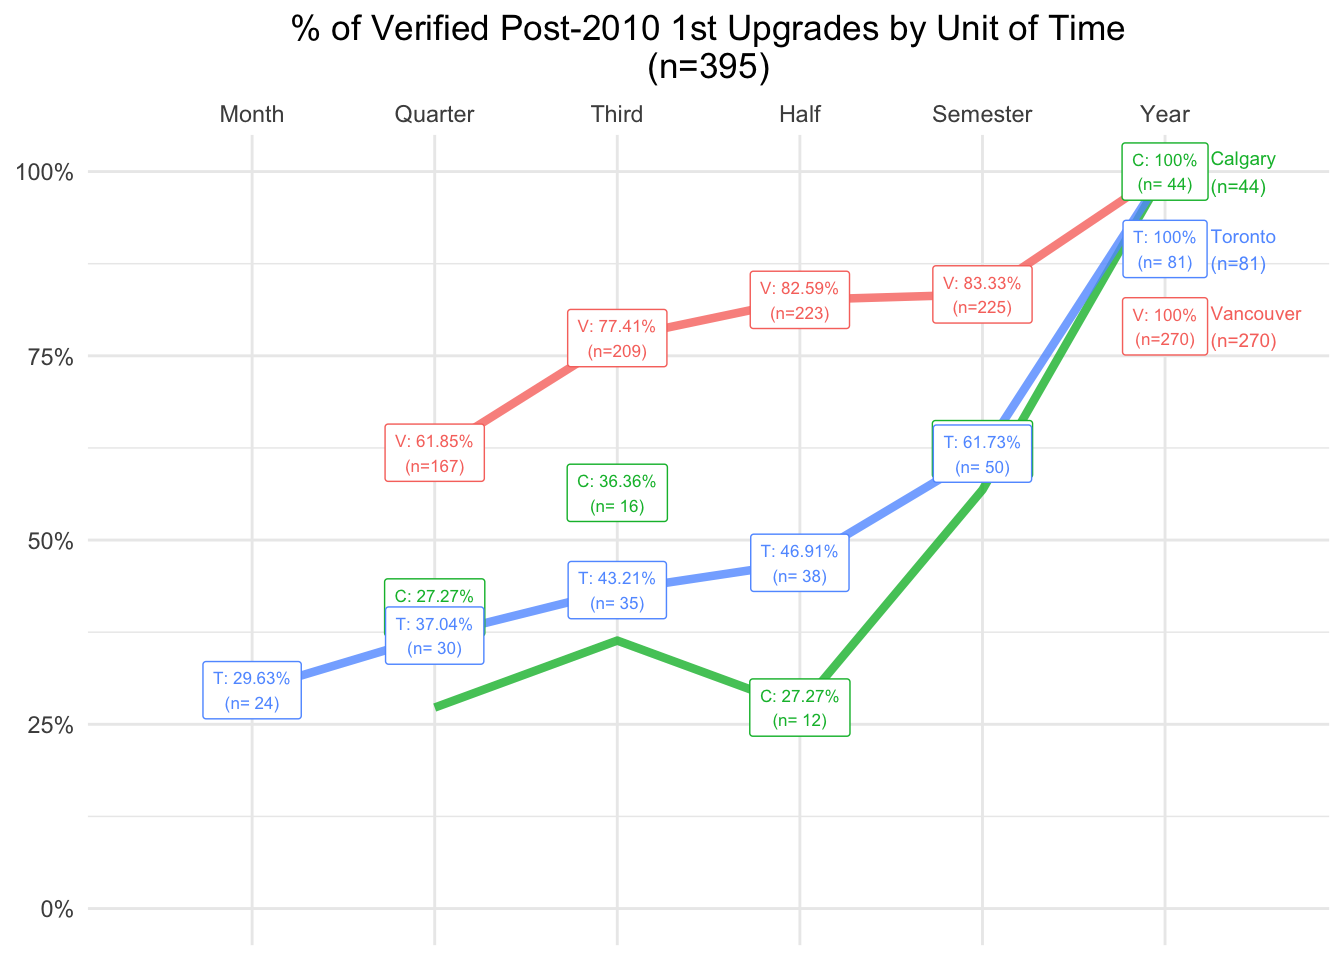 % of Verified Post-2010 1st Upgrades by Unit of Time
(n=395)
Month Quarter Third Half Semester Year
100%
75%
50%
25%
0%
T: 29.63%
(n= 24)
V: 61.85%
(n=167)
C: 27.27%
T: 37.04%
(n= 30)
V: 77.41%
(n=209)
C: 36.36%
(n= 16)
T: 43.21%
(n= 35)
V: 82.59%
(n=223)
T: 46.91%
(n= 38)
C: 27.27%
(n= 12)
V: 83.33%
(n=225)
T: 61.73%
(n= 50)
C: 100%
(n= 44)
T: 100%
(n= 81)
V: 100%
(n=270)
Calgary
(n=44)
Toronto
(n=81)
Vancouver
(n=270)